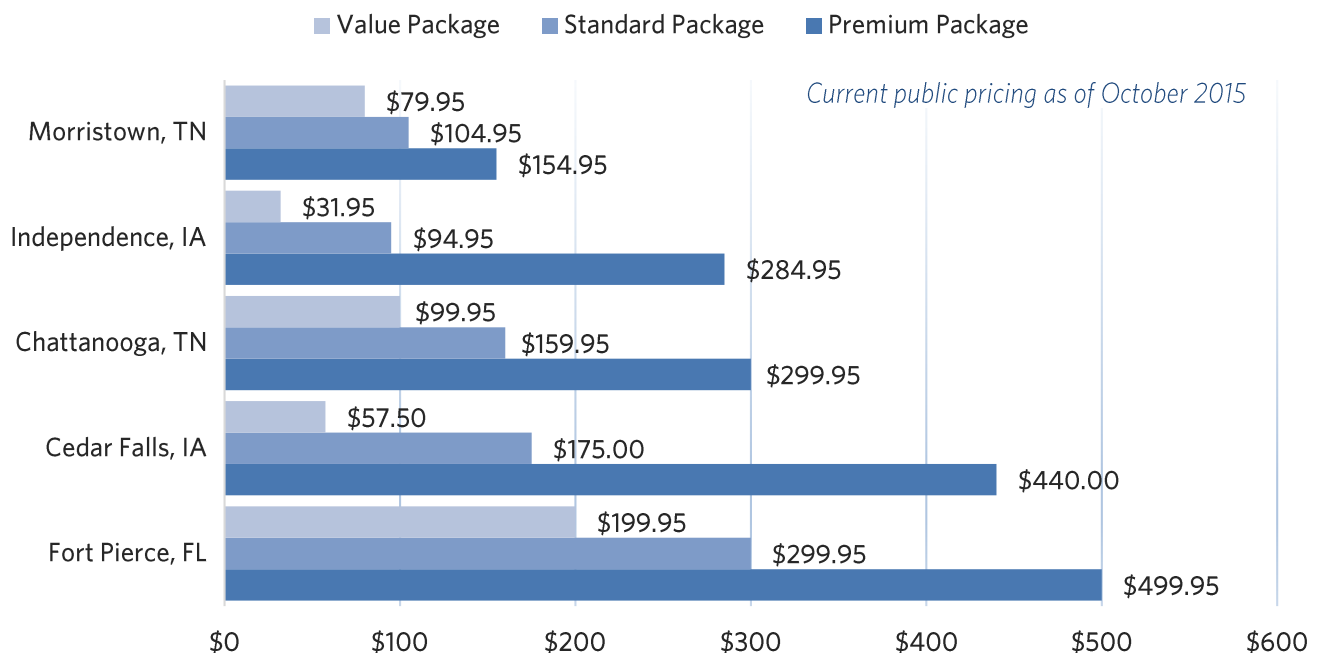 Value Package Standard Package Premium Package
Current public pricing as of October 2015
Morristown, TN
$79.95
$104.95
$154.95
Independence, IA
$31.95
$94.95
$284.95
Chattanooga, TN
$99.95
$159.95
$299.95
Cedar Falls, IA
$57.50
$175.00
$440.00
Fort Pierce, FL
$199.95
$299.95
$499.95
$0 $100 $200 $300 $400 $500 $600